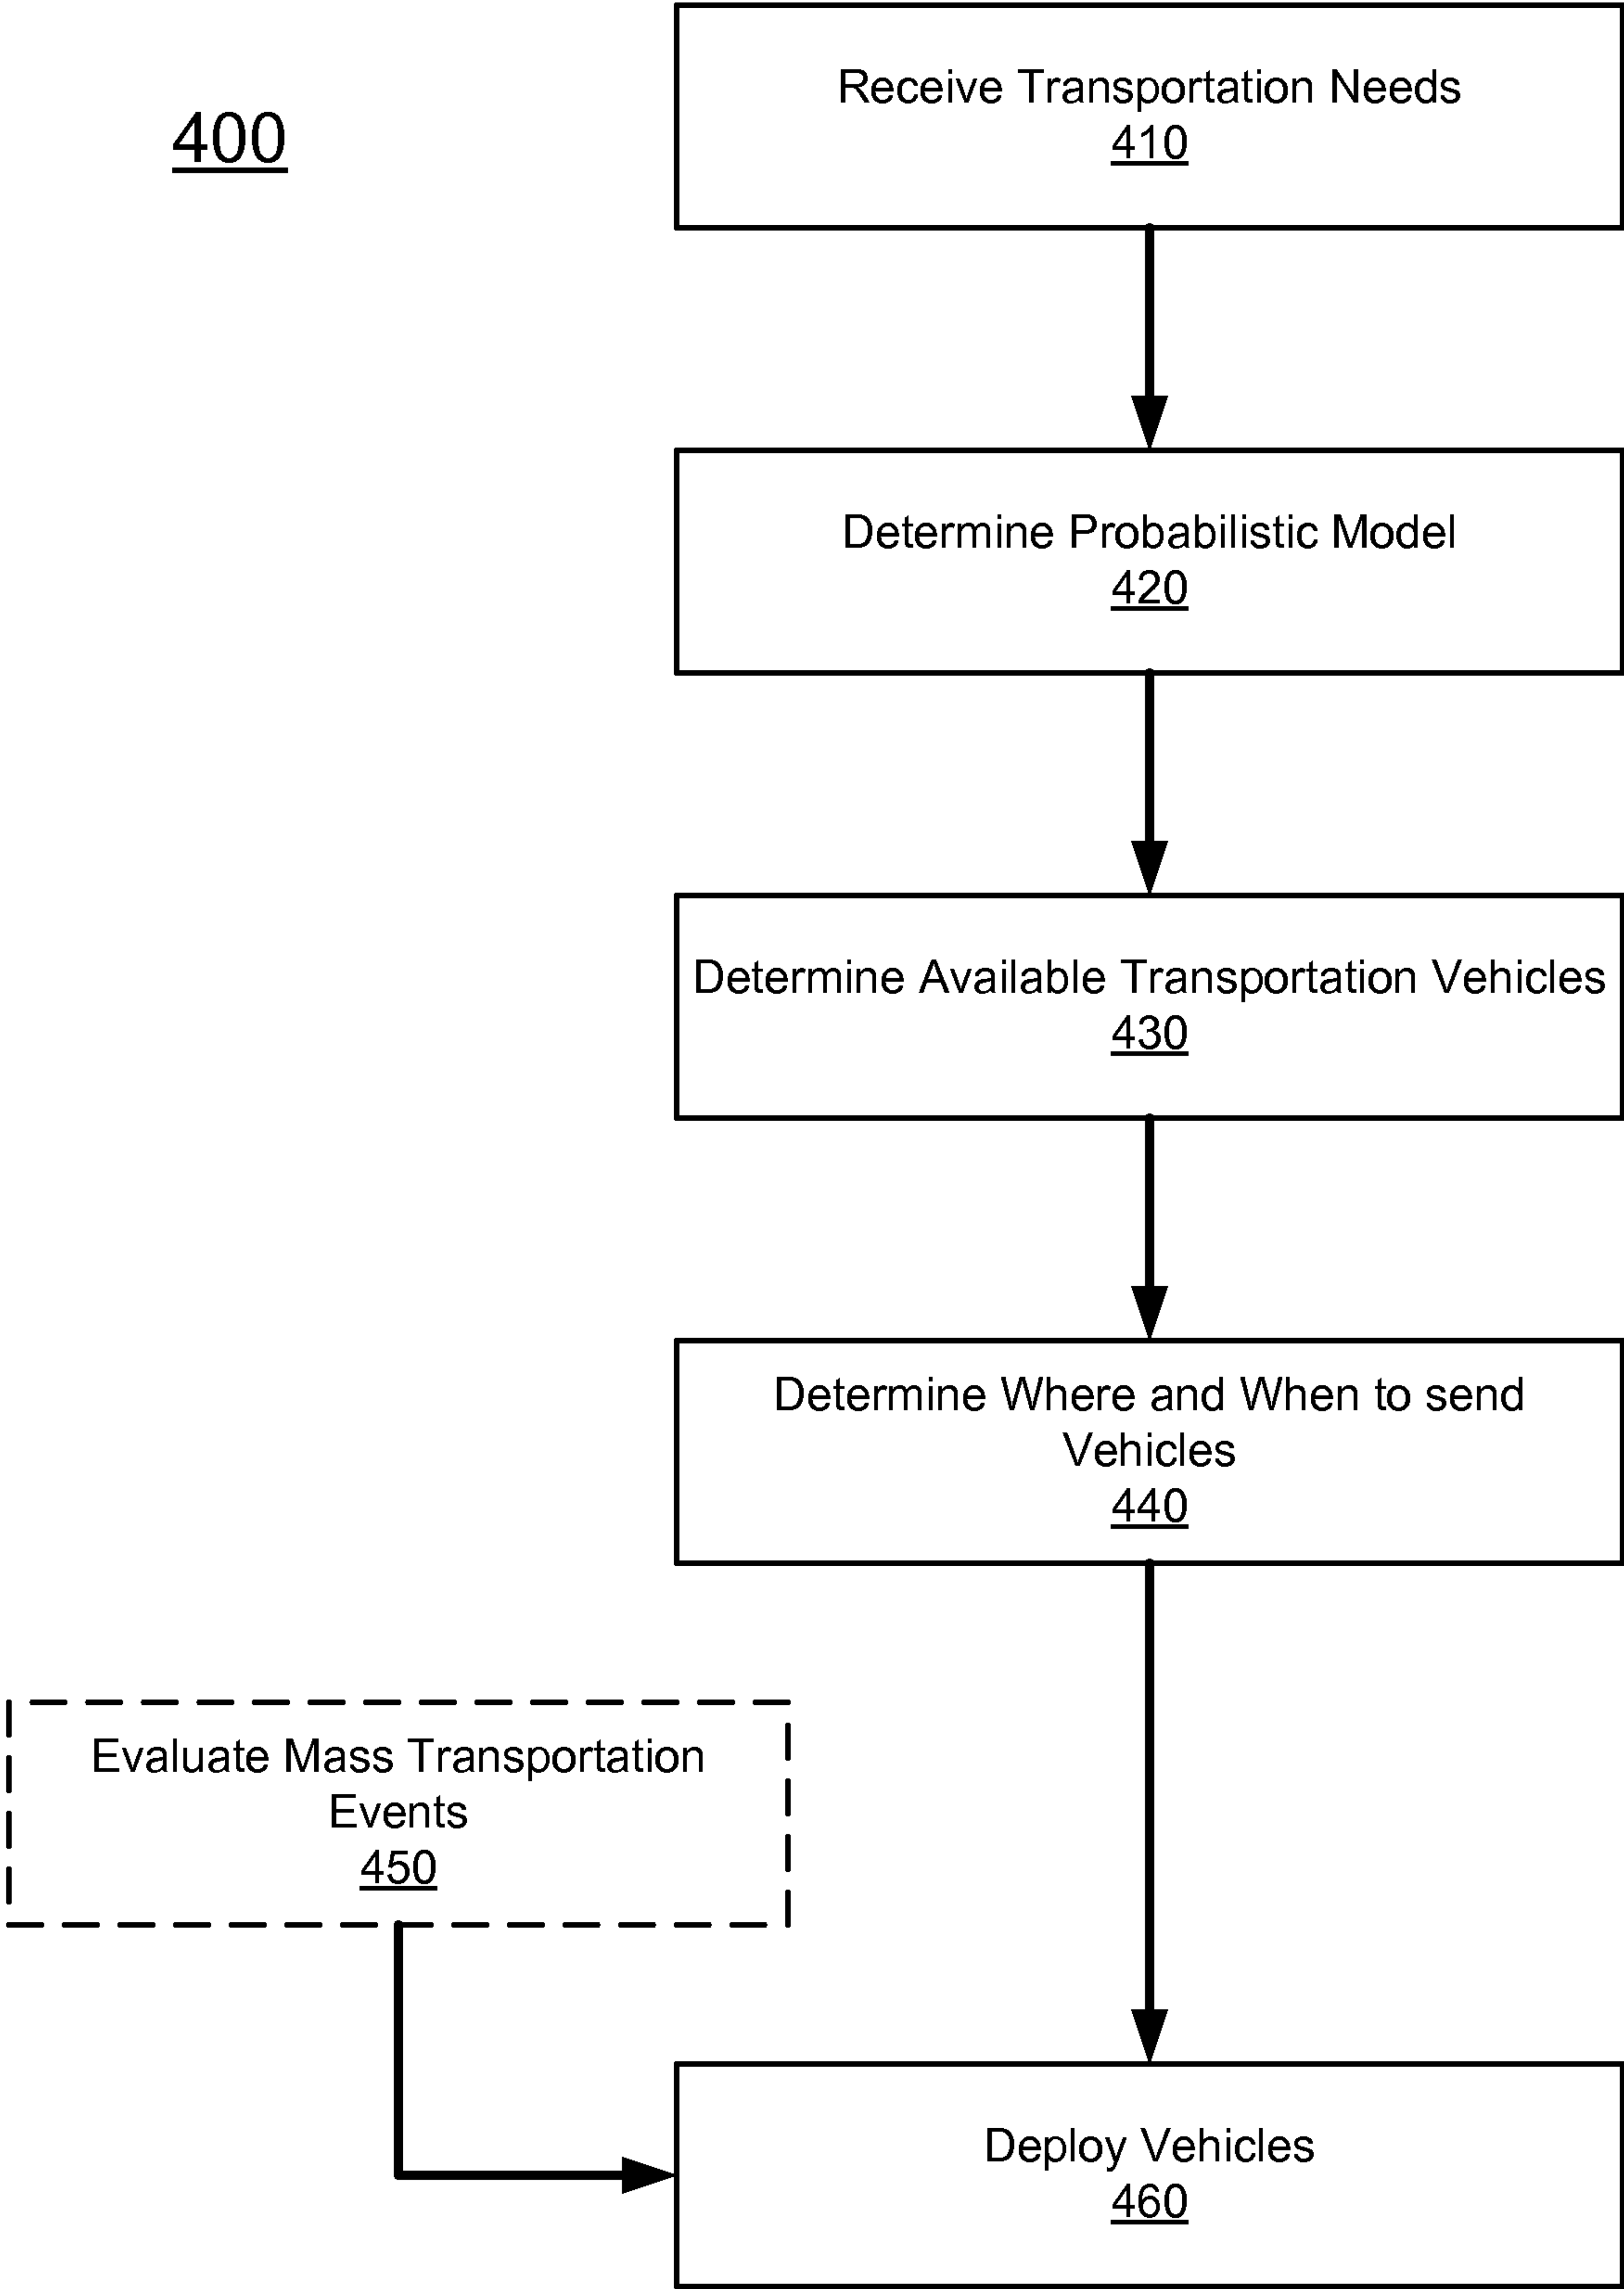 400
Receive Transportation Needs
410
Determine Probabilistic Model
420
Determine Available Transportation Vehicles
430
Determine Where and When to send
Vehicles
440
Evaluate Mass Transportation
Events
450
Deploy Vehicles
460